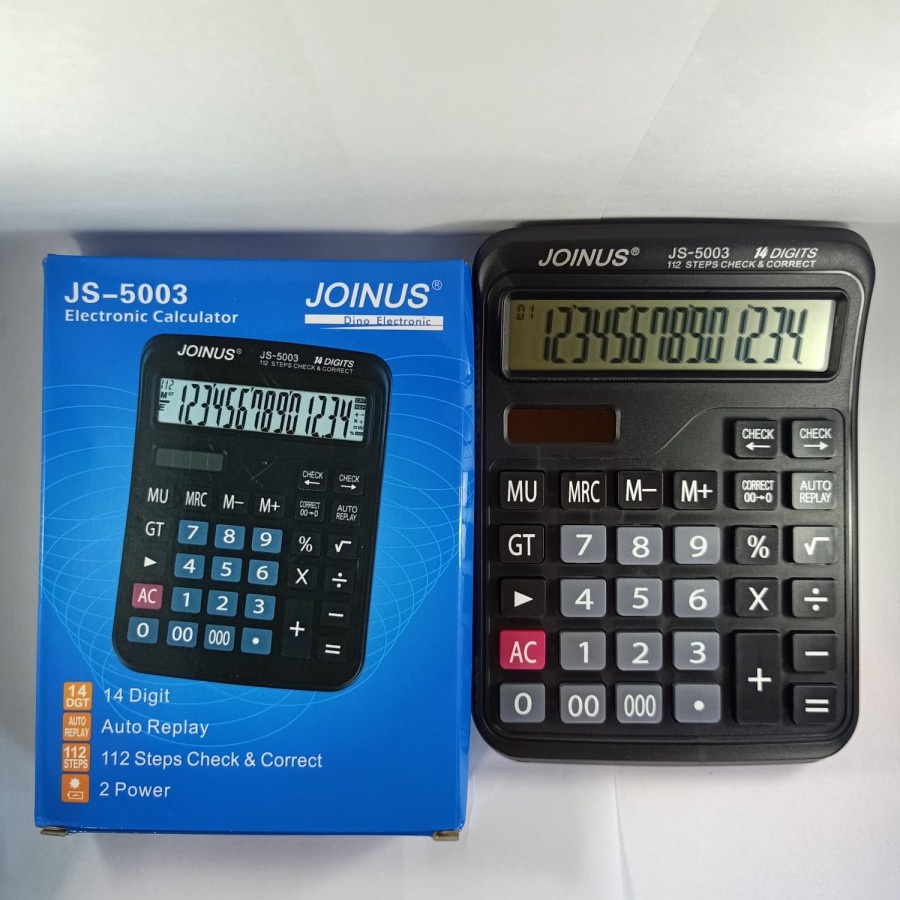 JS-5003
Electronic Calculator
JOINUS®
Dino Electronic
JOINUS® JS-5003 14 DIGITS
112 STEPS CHECK & CORRECT
112
M
E
12345678901234
CHECK CHECK
MU MRC M- M+ CORRECT 00→0 AUTO REPLAY
GT 7 8 9 % √
▶ 4 5 6 X ÷
AC 1 2 3 + −
0 00 000 • =
14 DGT 14 Digit
AUTO REPLAY Auto Replay
112 STEPS 112 Steps Check & Correct
2 Power
JOINUS® JS-5003 14 DIGITS
112 STEPS CHECK & CORRECT
01 12345678901234
CHECK ← CHECK →
MU MRC M- M+ CORRECT 00→0 AUTO REPLAY
GT 7 8 9 % √
▶ 4 5 6 X ÷
AC 1 2 3 + −
0 00 000 • =